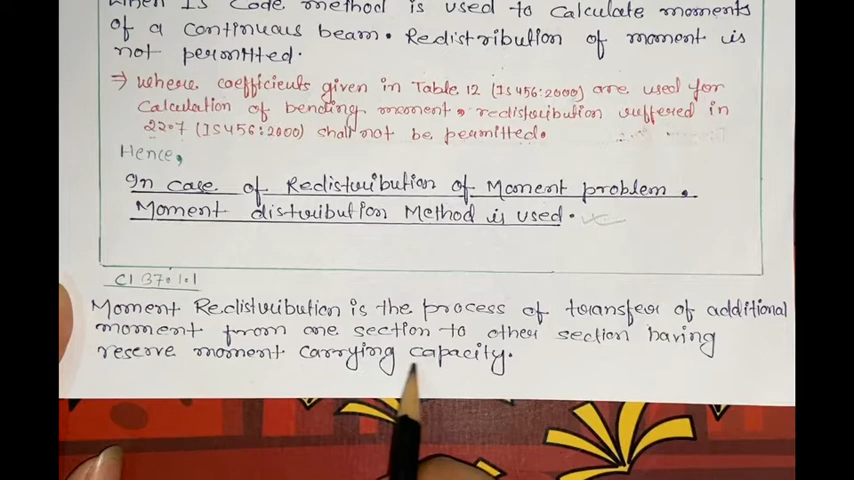 When IS Code method is used to calculate moments
of a continuous beam. Redistribution of moment is
not permitted.
⇒ where coefficients given in Table 12 (IS 456:2000) are used for
calculation of bending moment, redistribution suffered in
22.7 (IS 456:2000) shall not be permitted.
Hence,
In case of Redistribution of Moment problem.
Moment distribution Method is used.
Cl 37.1.1
Moment Redistribution is the process of transfer of additional
moment from one section to other section having
reserve moment carrying capacity.